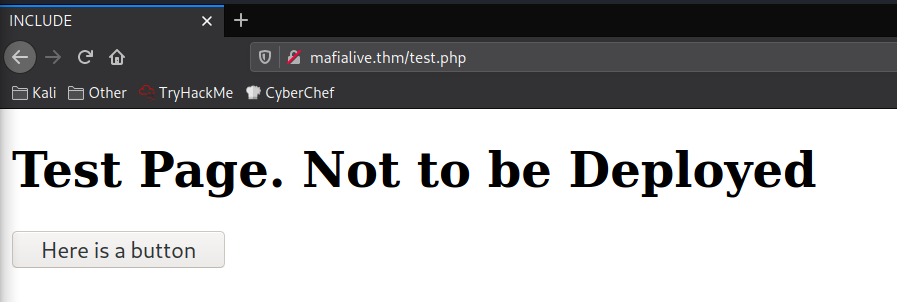 INCLUDE
mafialive.thm/test.php
Kali Other TryHackMe CyberChef
Test Page. Not to be Deployed
Here is a button